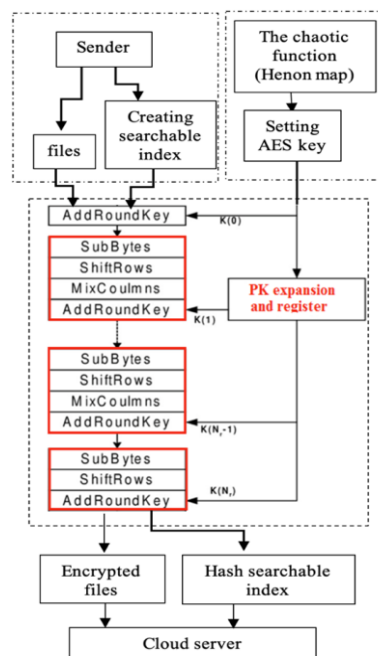 Sender
The chaotic
function
(Henon map)
files
Creating
searchable
index
Setting
AES key
AddRoundKey
K(0)
SubBytes
ShiftRows
MixCoulmns
AddRoundKey
K(1)
PK expansion
and register
SubBytes
ShiftRows
MixCoulmns
AddRoundKey
K(Nr-1)
SubBytes
ShiftRows
AddRoundKey
K(Nr)
Encrypted
files
Hash searchable
index
Cloud server